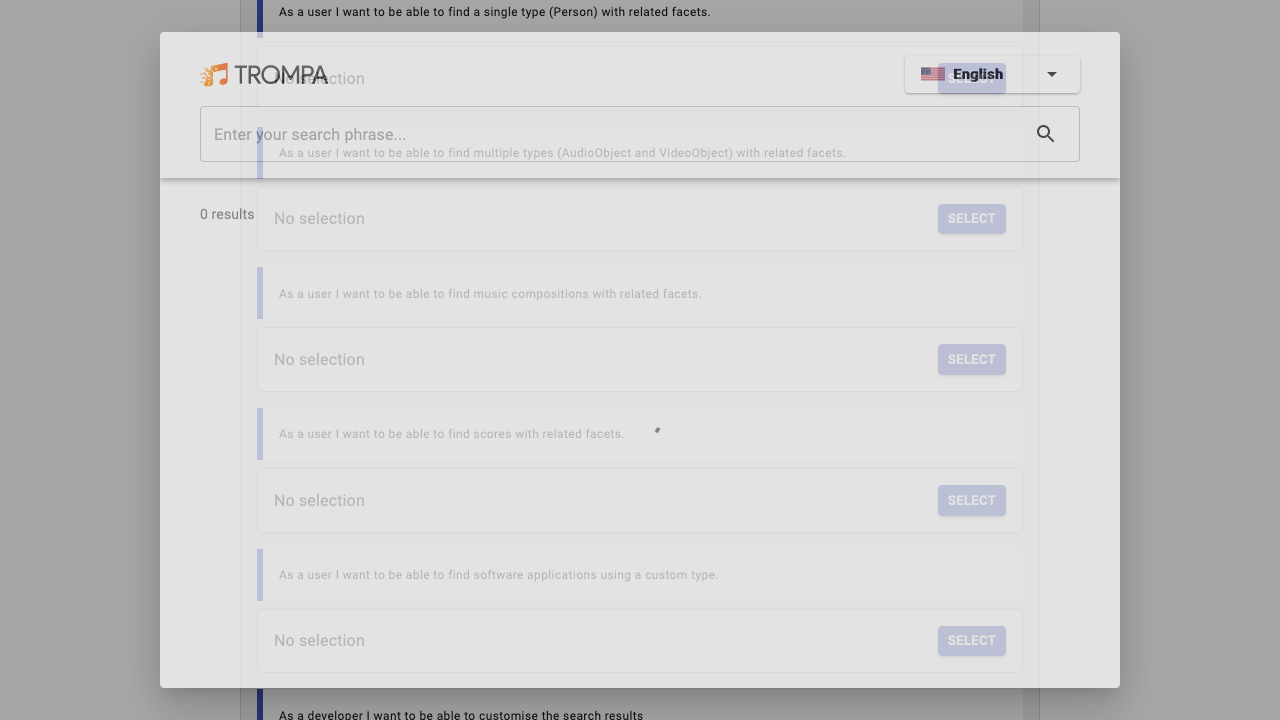 As a user I want to be able to find a single type (Person) with related facets.
TROMPA
No selection
SELECT
English
Enter your search phrase...
As a user I want to be able to find multiple types (AudioObject and VideoObject) with related facets.
0 results
No selection
SELECT
As a user I want to be able to find music compositions with related facets.
No selection
SELECT
As a user I want to be able to find scores with related facets.
No selection
SELECT
As a user I want to be able to find software applications using a custom type.
No selection
SELECT
As a developer I want to be able to customise the search results